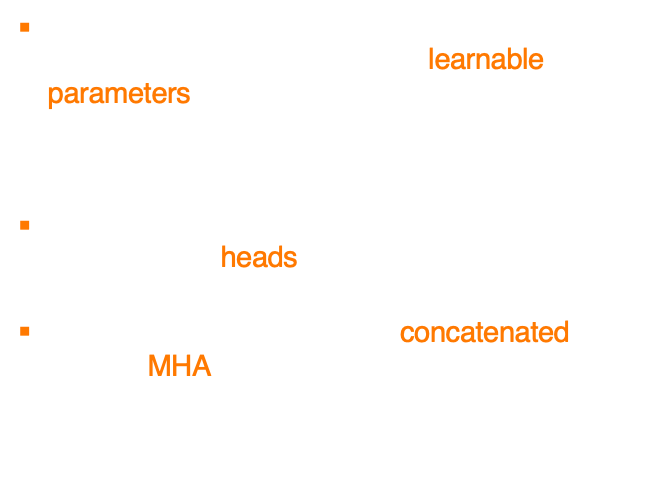 learnable
parameters
heads
concatenated
MHA